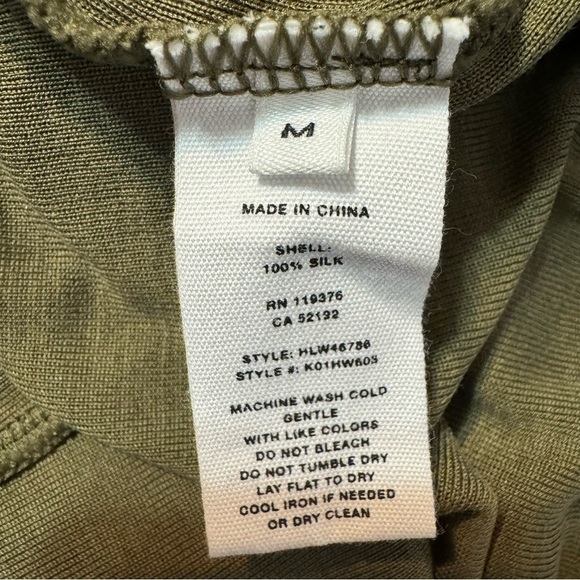 M
MADE IN CHINA
SHELL:
100% SILK
RN 119376
CA 52192
STYLE: HLW46786
STYLE #: K01HW603
MACHINE WASH COLD
GENTLE
WITH LIKE COLORS
DO NOT BLEACH
DO NOT TUMBLE DRY
LAY FLAT TO DRY
COOL IRON IF NEEDED
OR DRY CLEAN